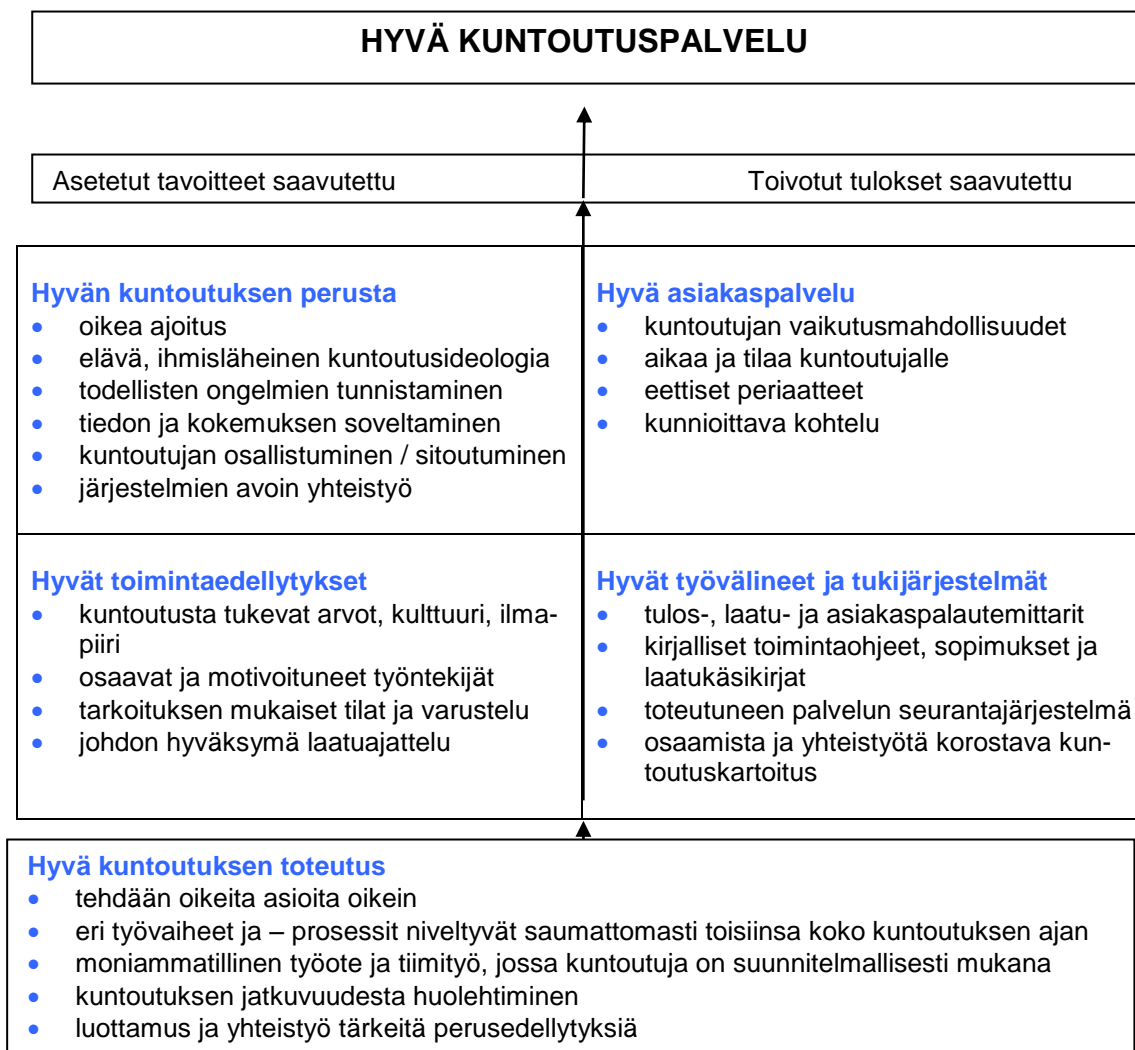 HYVÄ KUNTOUTUSPALVELU
Asetetut tavoitteet saavutettu
Toivotut tulokset saavutettu
Hyvän kuntoutuksen perusta
• oikea ajoitus
• elävä, ihmisläheinen kuntoutusideologia
• todellisten ongelmien tunnistaminen
• tiedon ja kokemuksen soveltaminen
• kuntoutujan osallistuminen / sitoutuminen
• järjestelmien avoin yhteistyö
Hyvä asiakaspalvelu
• kuntoutujan vaikutusmahdollisuudet
• aikaa ja tilaa kuntoutujalle
• eettiset periaatteet
• kunnioittava kohtelu
Hyvät toimintaedellytykset
• kuntoutusta tukevat arvot, kulttuuri, ilma-
piiri
• osaavat ja motivoituneet työntekijät
• tarkoituksen mukaiset tilat ja varustelu
• johdon hyväksymä laatuajattelu
Hyvät työvälineet ja tukijärjestelmät
• tulos-, laatu- ja asiakaspalautemittarit
• kirjalliset toimintaohjeet, sopimukset ja
laatukäsikirjat
• toteutuneen palvelun seurantajärjestelmä
• osaamista ja yhteistyötä korostava kun-
toutuskartoitus
Hyvä kuntoutuksen toteutus
• tehdään oikeita asioita oikein
• eri työvaiheet ja – prosessit niveltyvät saumattomasti toisiinsa koko kuntoutuksen ajan
• moniammatillinen työote ja tiimityö, jossa kuntoutuja on suunnitelmallisesti mukana
• kuntoutuksen jatkuvuudesta huolehtiminen
• luottamus ja yhteistyö tärkeitä perusedellytyksiä